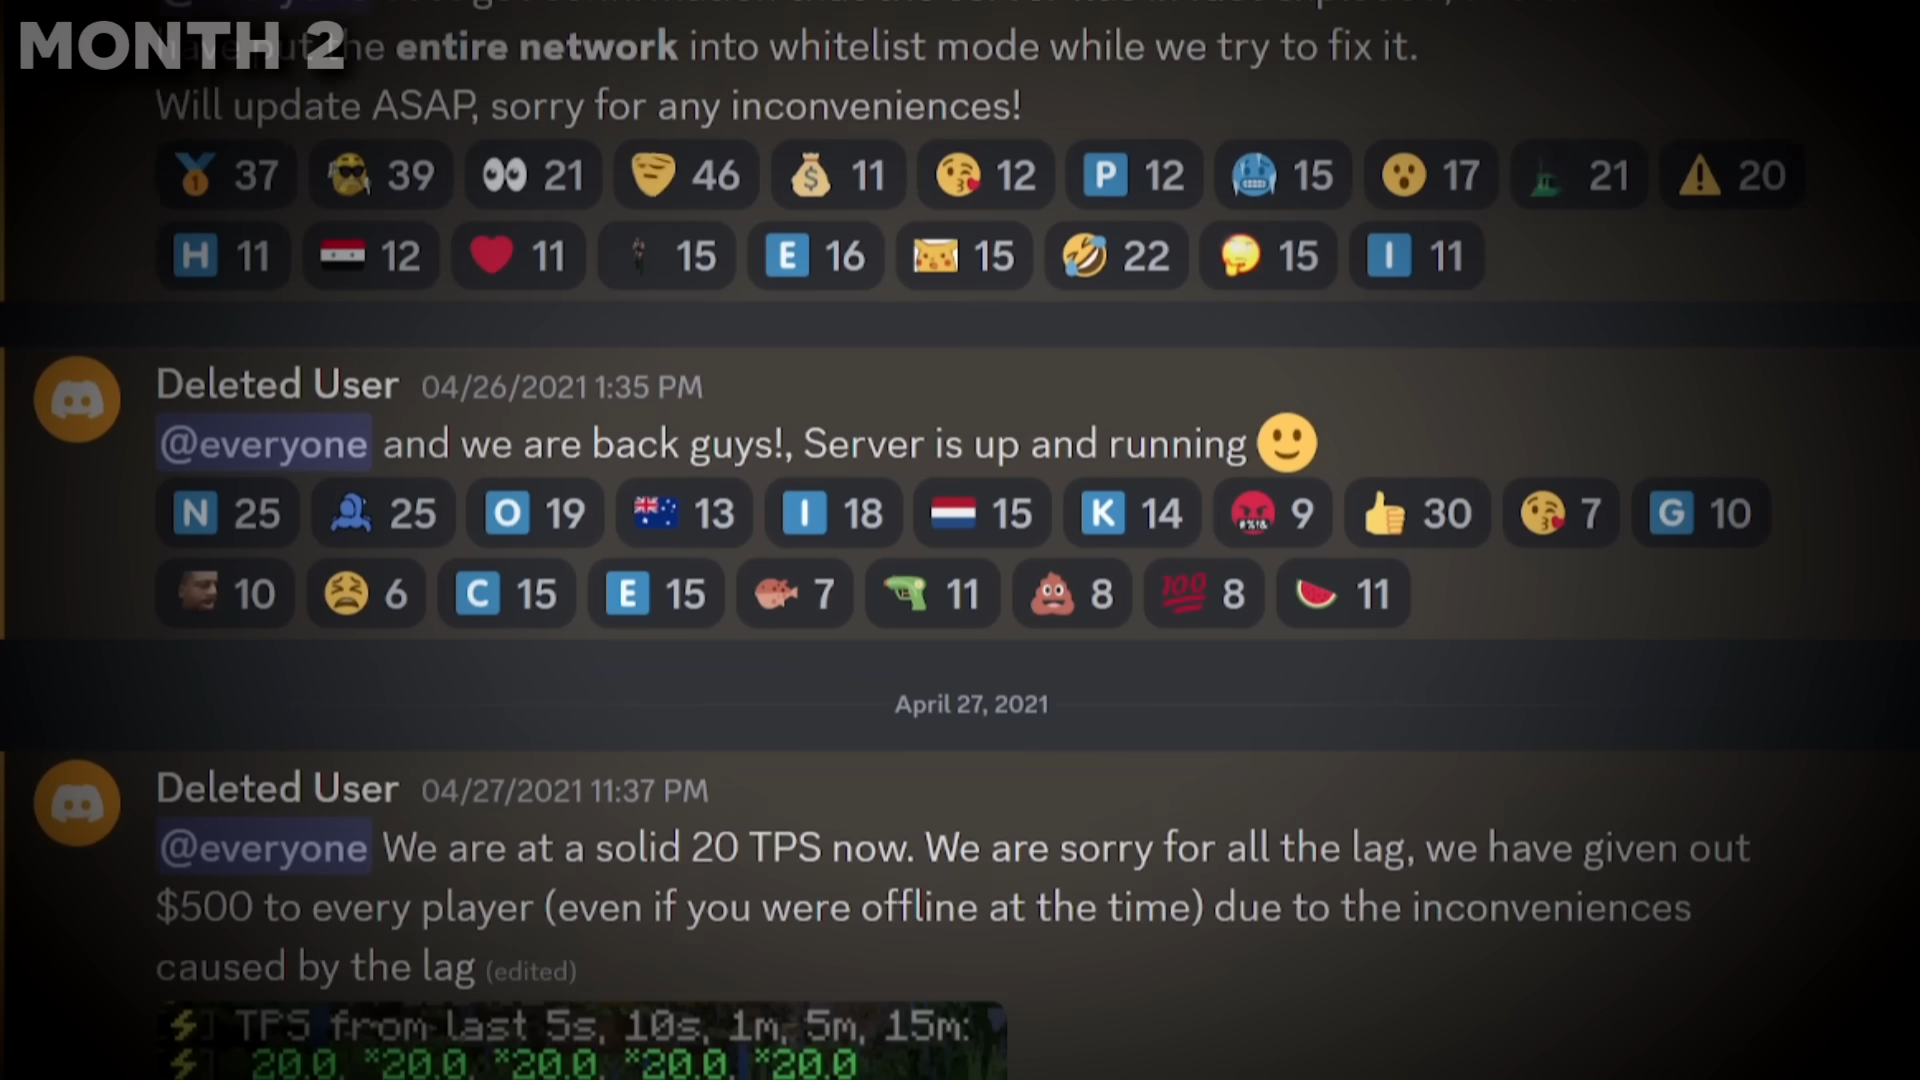 MONTH 2
have put the entire network into whitelist mode while we try to fix it.
Will update ASAP, sorry for any inconveniences!
37 39 21 46 11 12 P 12 15 17 21 20
H 11 12 11 15 E 16 15 22 15 I 11
Deleted User 04/26/2021 1:35 PM
@everyone and we are back guys!, Server is up and running
N 25 25 O 19 13 I 18 15 K 14 9 30 7 G 10
10 6 C 15 E 15 7 11 8 100 8 11
April 27, 2021
Deleted User 04/27/2021 11:37 PM
@everyone We are at a solid 20 TPS now. We are sorry for all the lag, we have given out
$500 to every player (even if you were offline at the time) due to the inconveniences
caused by the lag (edited)
TPS from last 5s, 10s, 1m, 5m, 15m:
20.0, *20.0, *20.0, *20.0, *20.0